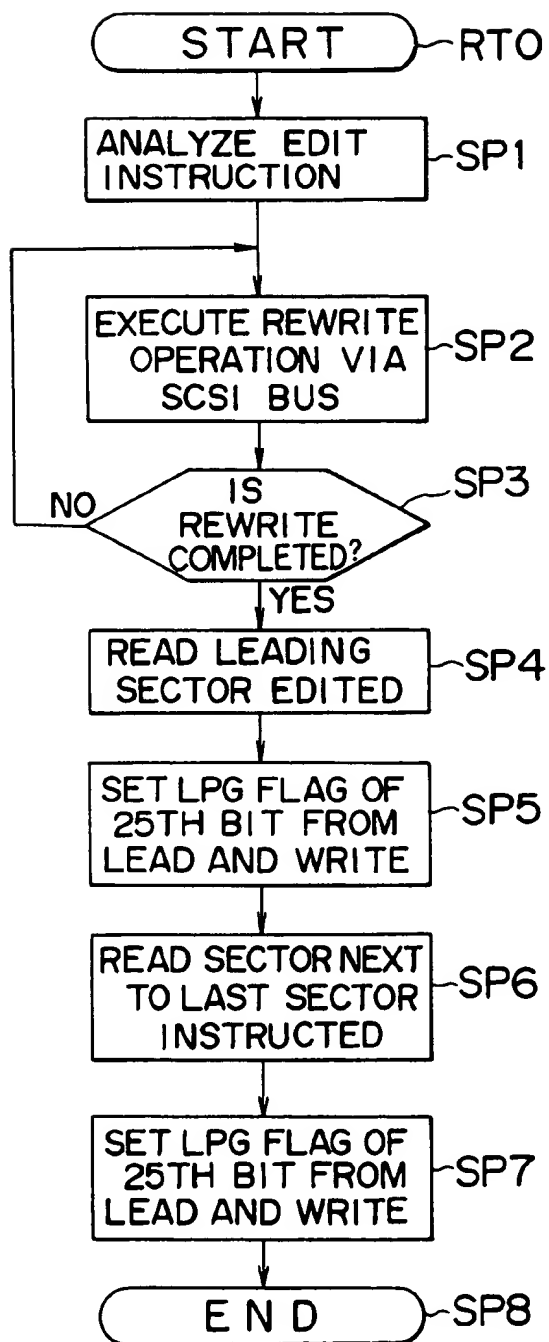 START
RT0
ANALYZE EDIT
INSTRUCTION
SP1
EXECUTE REWRITE
OPERATION VIA
SCSI BUS
SP2
SP3
IS
REWRITE
COMPLETED?
NO
YES
READ LEADING
SECTOR EDITED
SP4
SET LPG FLAG OF
25TH BIT FROM
LEAD AND WRITE
SP5
READ SECTOR NEXT
TO LAST SECTOR
INSTRUCTED
SP6
SET LPG FLAG OF
25TH BIT FROM
LEAD AND WRITE
SP7
END
SP8